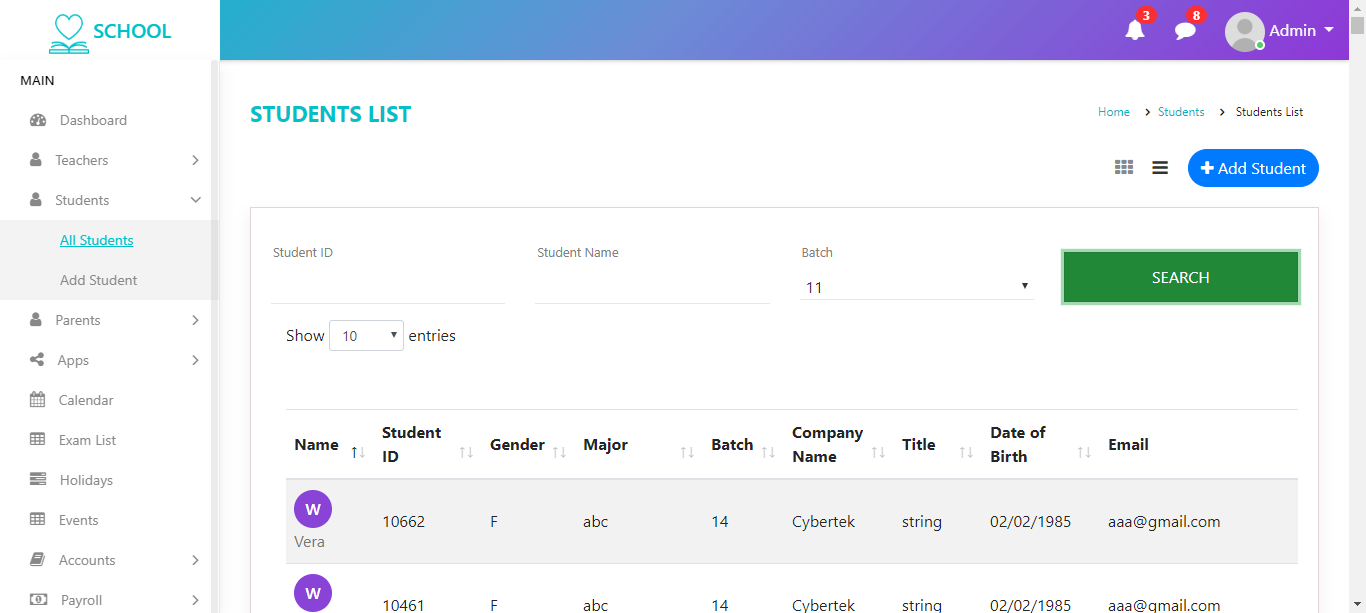 SCHOOL
3
8
Admin
MAIN
Dashboard
Teachers
Students
All Students
Add Student
Parents
Apps
Calendar
Exam List
Holidays
Events
Accounts
Payroll
STUDENTS LIST
Home > Students > Students List
Add Student
Student ID
Student Name
Batch
11
SEARCH
Show 10 entries
Name Student ID Gender Major Batch Company Name Title Date of Birth Email
W
Vera 10662 F abc 14 Cybertek string 02/02/1985 aaa@gmail.com
W
10461 F abc 14 Cybertek string 02/02/1985 aaa@gmail.com